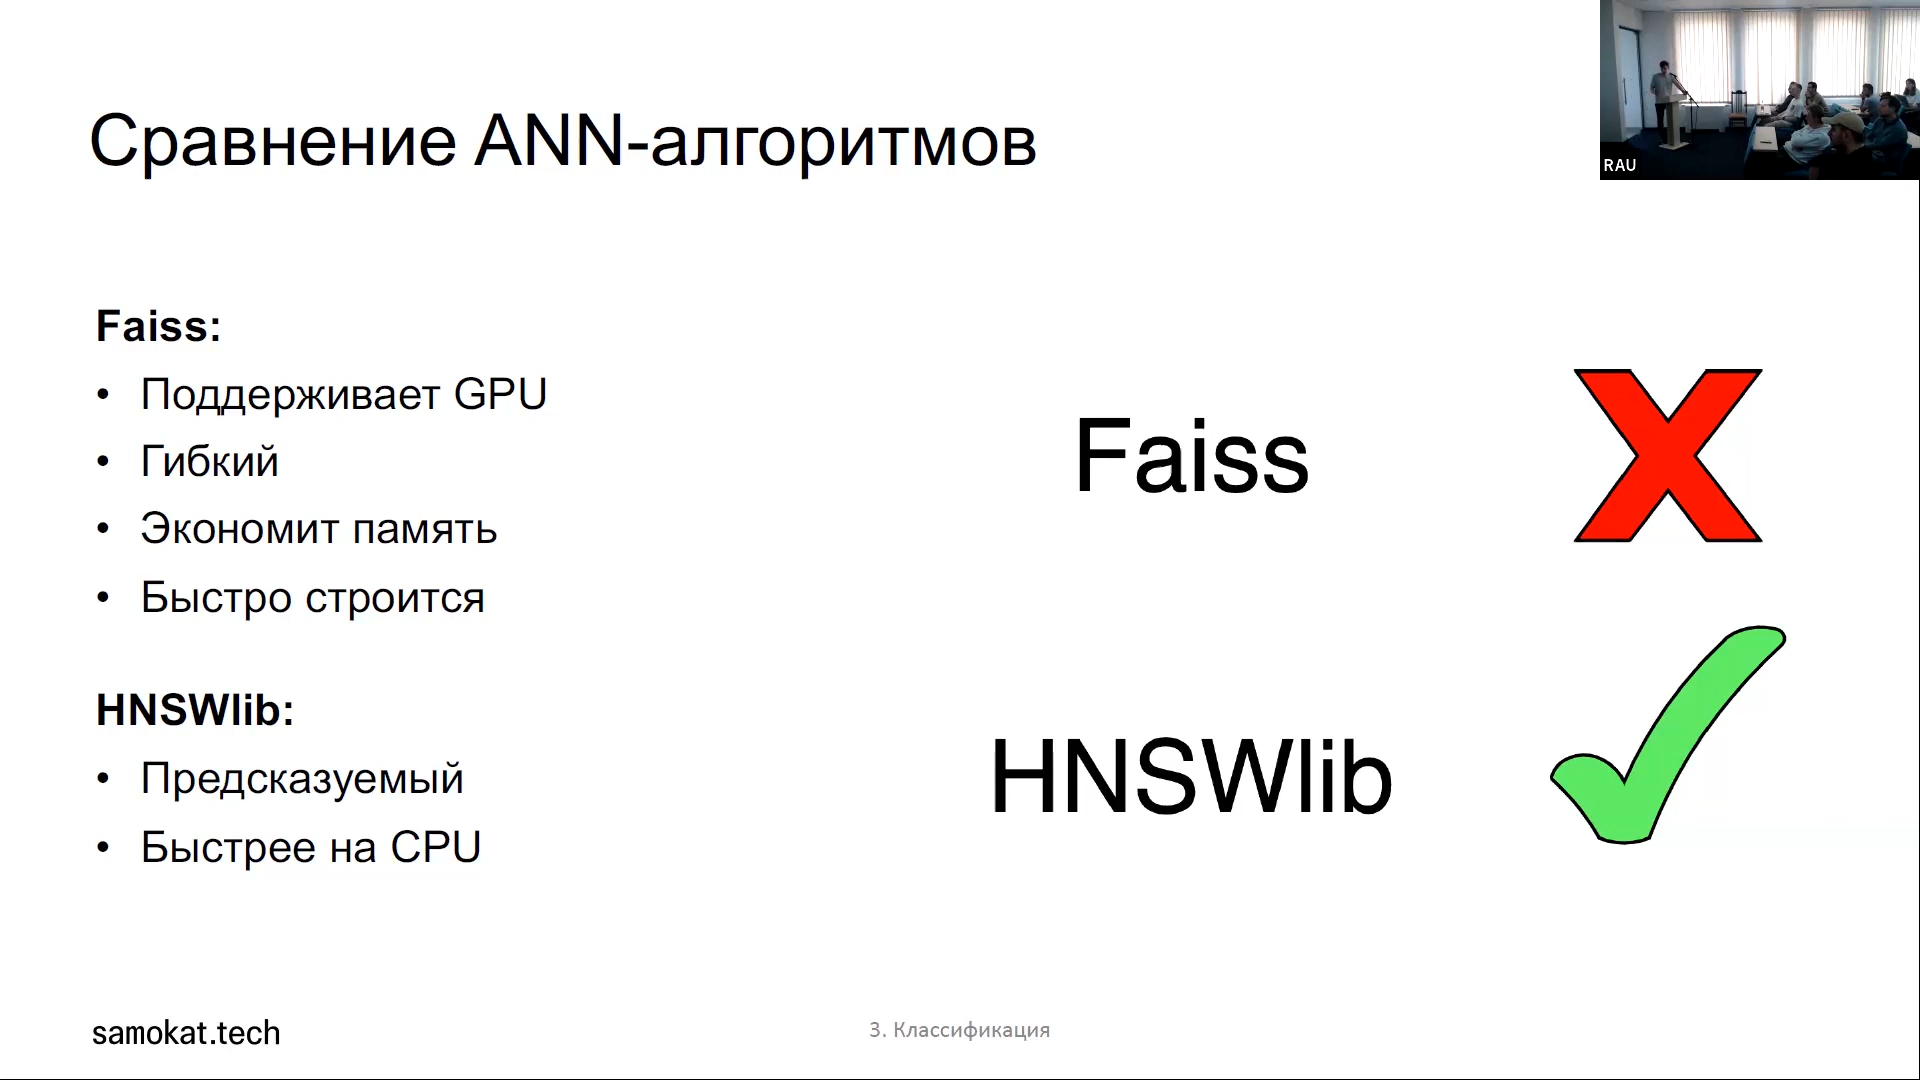 RAU
Сравнение ANN-алгоритмов
Faiss:
• Поддерживает GPU
• Гибкий
• Экономит память
• Быстро строится
HNSWlib:
• Предсказуемый
• Быстрее на CPU
Faiss
HNSWlib
samokat.tech
3. Классификация